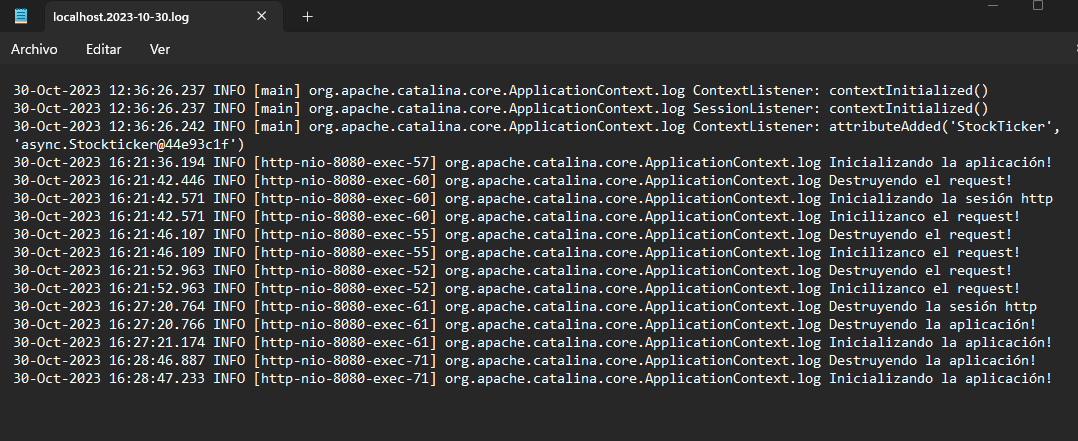 localhost.2023-10-30.log
Archivo Editar Ver
30-Oct-2023 12:36:26.237 INFO [main] org.apache.catalina.core.ApplicationContext.log ContextListener: contextInitialized()
30-Oct-2023 12:36:26.237 INFO [main] org.apache.catalina.core.ApplicationContext.log SessionListener: contextInitialized()
30-Oct-2023 12:36:26.242 INFO [main] org.apache.catalina.core.ApplicationContext.log ContextListener: attributeAdded('StockTicker',
'async.Stockticker@44e93c1f')
30-Oct-2023 16:21:36.194 INFO [http-nio-8080-exec-57] org.apache.catalina.core.ApplicationContext.log Inicializando la aplicación!
30-Oct-2023 16:21:42.446 INFO [http-nio-8080-exec-60] org.apache.catalina.core.ApplicationContext.log Destruyendo el request!
30-Oct-2023 16:21:42.571 INFO [http-nio-8080-exec-60] org.apache.catalina.core.ApplicationContext.log Inicializando la sesión http
30-Oct-2023 16:21:42.571 INFO [http-nio-8080-exec-60] org.apache.catalina.core.ApplicationContext.log Inicilizanco el request!
30-Oct-2023 16:21:46.107 INFO [http-nio-8080-exec-55] org.apache.catalina.core.ApplicationContext.log Destruyendo el request!
30-Oct-2023 16:21:46.109 INFO [http-nio-8080-exec-55] org.apache.catalina.core.ApplicationContext.log Inicilizanco el request!
30-Oct-2023 16:21:52.963 INFO [http-nio-8080-exec-52] org.apache.catalina.core.ApplicationContext.log Destruyendo el request!
30-Oct-2023 16:21:52.963 INFO [http-nio-8080-exec-52] org.apache.catalina.core.ApplicationContext.log Inicilizanco el request!
30-Oct-2023 16:27:20.764 INFO [http-nio-8080-exec-61] org.apache.catalina.core.ApplicationContext.log Destruyendo la sesión http
30-Oct-2023 16:27:20.766 INFO [http-nio-8080-exec-61] org.apache.catalina.core.ApplicationContext.log Destruyendo la aplicación!
30-Oct-2023 16:27:21.174 INFO [http-nio-8080-exec-61] org.apache.catalina.core.ApplicationContext.log Inicializando la aplicación!
30-Oct-2023 16:28:46.887 INFO [http-nio-8080-exec-71] org.apache.catalina.core.ApplicationContext.log Destruyendo la aplicación!
30-Oct-2023 16:28:47.233 INFO [http-nio-8080-exec-71] org.apache.catalina.core.ApplicationContext.log Inicializando la aplicación!